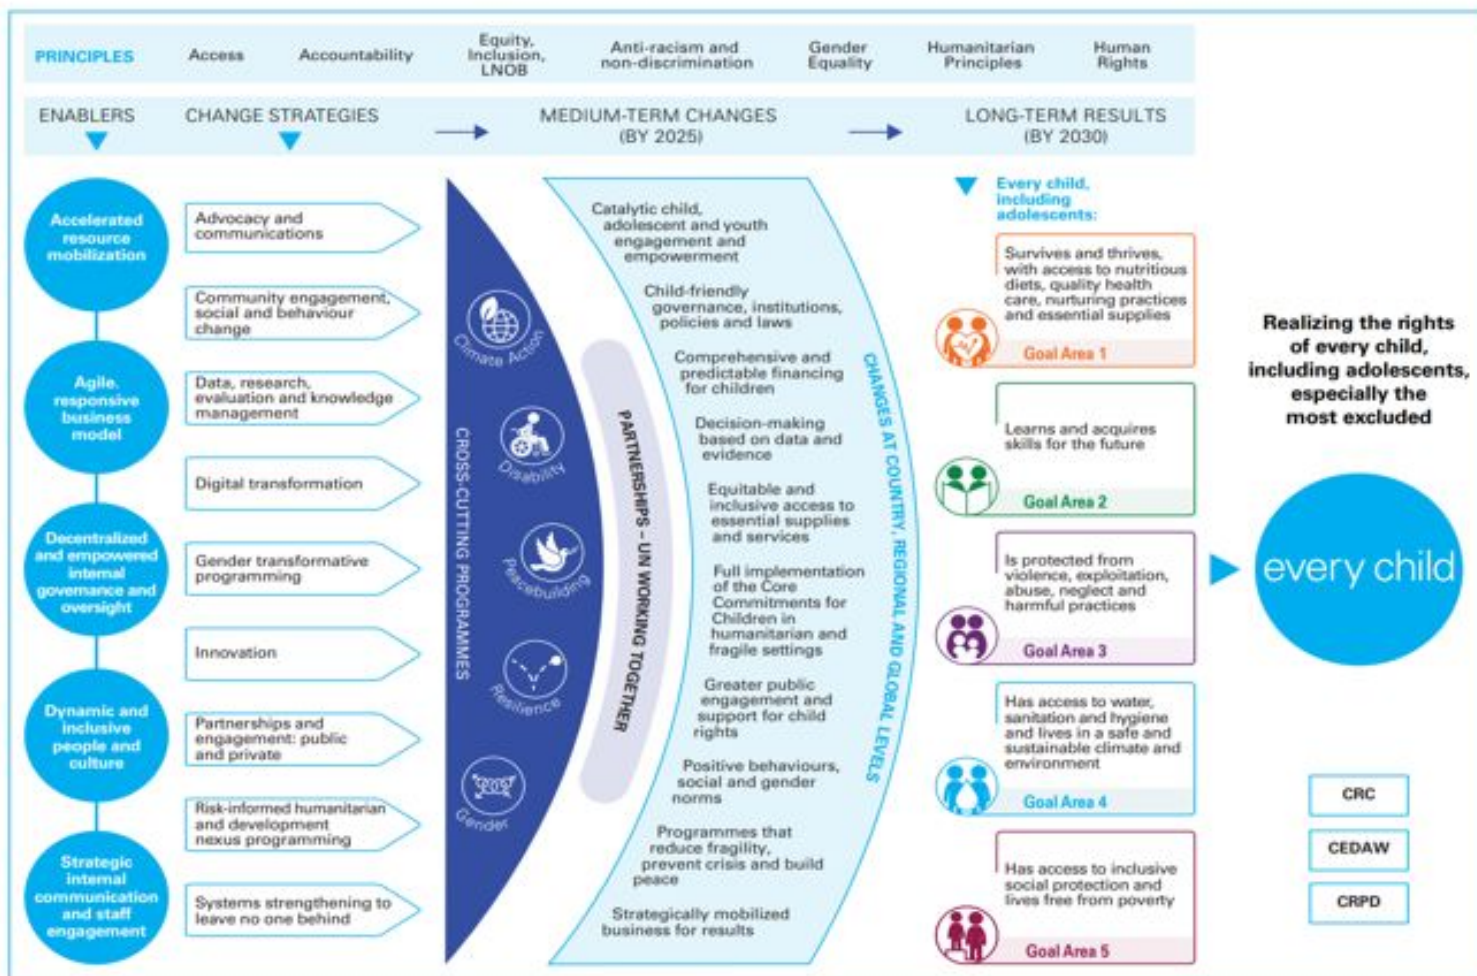 PRINCIPLES
Access
Accountability
Equity,
Inclusion,
LNOB
Anti-racism and
non-discrimination
Gender
Equality
Humanitarian
Principles
Human
Rights
ENABLERS
CHANGE STRATEGIES
MEDIUM-TERM CHANGES
(BY 2025)
LONG-TERM RESULTS
(BY 2030)
Accelerated
resource
mobilization
Agile.
responsive
business
model
Decentralized
and empowered
internal
governance and
oversight
Dynamic and
inclusive
people and
culture
Strategic
internal
communication
and staff
engagement
Advocacy and
communications
Community engagement,
social and behaviour
change
Data, research,
evaluation and knowledge
management
Digital transformation
Gender transformative
programming
Innovation
Partnerships and
engagement: public
and private
Risk-informed humanitarian
and development
nexus programming
Systems strengthening to
leave no one behind
CROSS-CUTTING PROGRAMMES
Climate Action
Disability
Peacebuilding
Resilience
Gender
PARTNERSHIPS – UN WORKING TOGETHER
Catalytic child,
adolescent and youth
engagement and
empowerment
Child-friendly
governance, institutions,
policies and laws
Comprehensive and
predictable financing
for children
Decision-making
based on data and
evidence
Equitable and
inclusive access to
essential supplies
and services
Full implementation
of the Core
Commitments for
Children in
humanitarian and
fragile settings
Greater public
engagement and
support for child
rights
Positive behaviours,
social and gender
norms
Programmes that
reduce fragility,
prevent crisis and build
peace
Strategically mobilized
business for results
CHANGES AT COUNTRY, REGIONAL AND GLOBAL LEVELS
Every child,
including
adolescents:
Survives and thrives,
with access to nutritious
diets, quality health
care, nurturing practices
and essential supplies
Goal Area 1
Learns and acquires
skills for the future
Goal Area 2
Is protected from
violence, exploitation,
abuse, neglect and
harmful practices
Goal Area 3
Has access to water,
sanitation and hygiene
and lives in a safe and
sustainable climate and
environment
Goal Area 4
Has access to inclusive
social protection and
lives free from poverty
Goal Area 5
Realizing the rights
of every child,
including adolescents,
especially the
most excluded
every child
CRC
CEDAW
CRPD